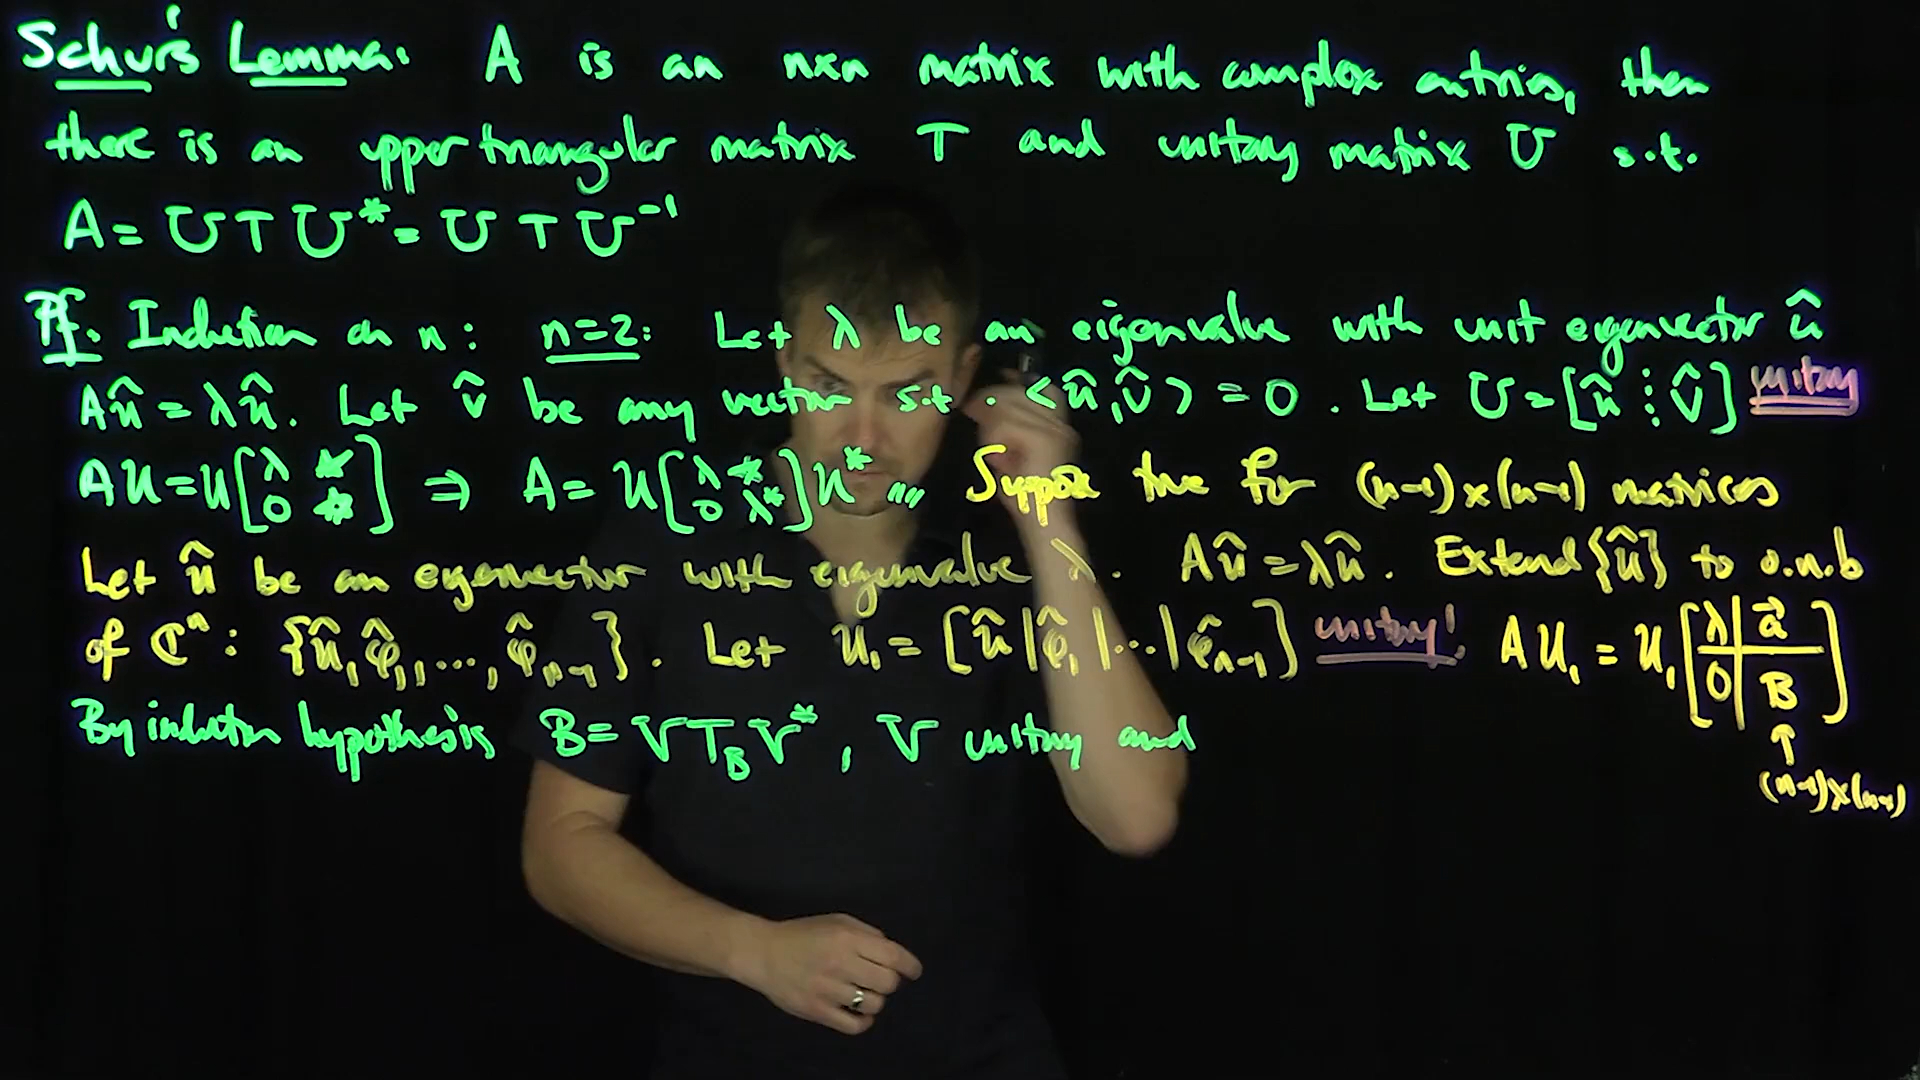 Schur's Lemma: A is an n×n matrix with complex entries, then
there is an upper triangular matrix T and unitary matrix U s.t.
A = U T U* = U T U⁻¹
Pf. Induction on n: n=2: Let λ be an eigenvalue with unit eigenvector û
Aû = λû. Let v̂ be any vector s.t. <û, v̂> = 0. Let U = [û ⋮ v̂] unitary
AU = U[λ * ; 0 *] ⇒ A = U[λ * ; 0 λ*]U* ,,,, Suppose true for (n-1)×(n-1) matrices
Let û be an eigenvector with eigenvalue λ. Aû = λû. Extend {û} to o.n.b
of ℂⁿ: {û, φ̂₁, ..., φ̂ₙ₋₁}. Let U₁ = [û | φ̂₁ | ... | φ̂ₙ₋₁] unitary! AU₁ = U₁[λ | a⃗ ; 0 | B]
By induction hypothesis B = V T_B V*, V unitary and
↑
(n-1)×(n-1)